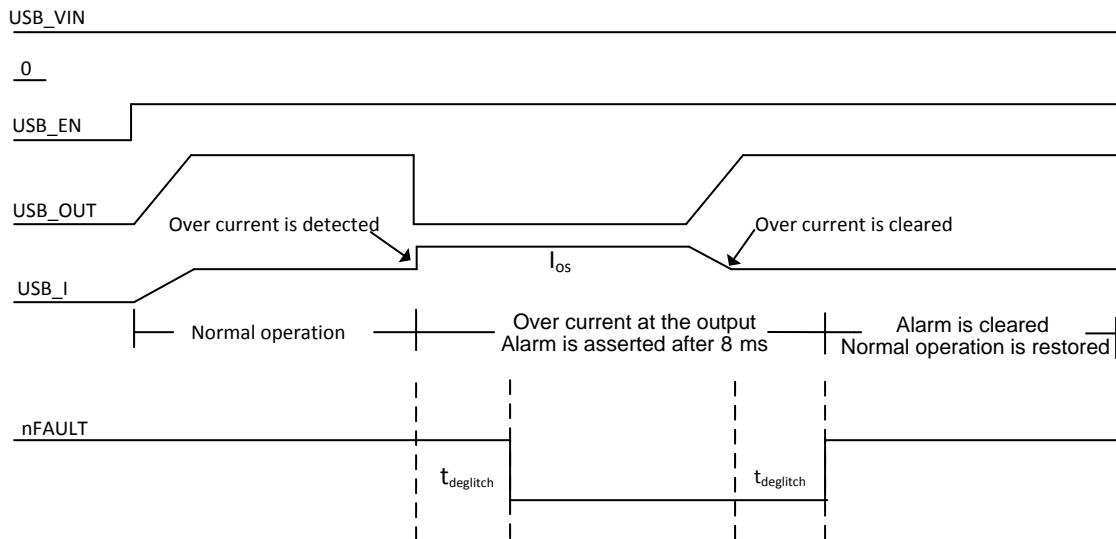 USB_VIN
0
USB_EN
USB_OUT
Over current is detected
Over current is cleared
Ios
USB_I
Normal operation
Over current at the output
Alarm is asserted after 8 ms
Alarm is cleared
Normal operation is restored
nFAULT
tdeglitch
tdeglitch